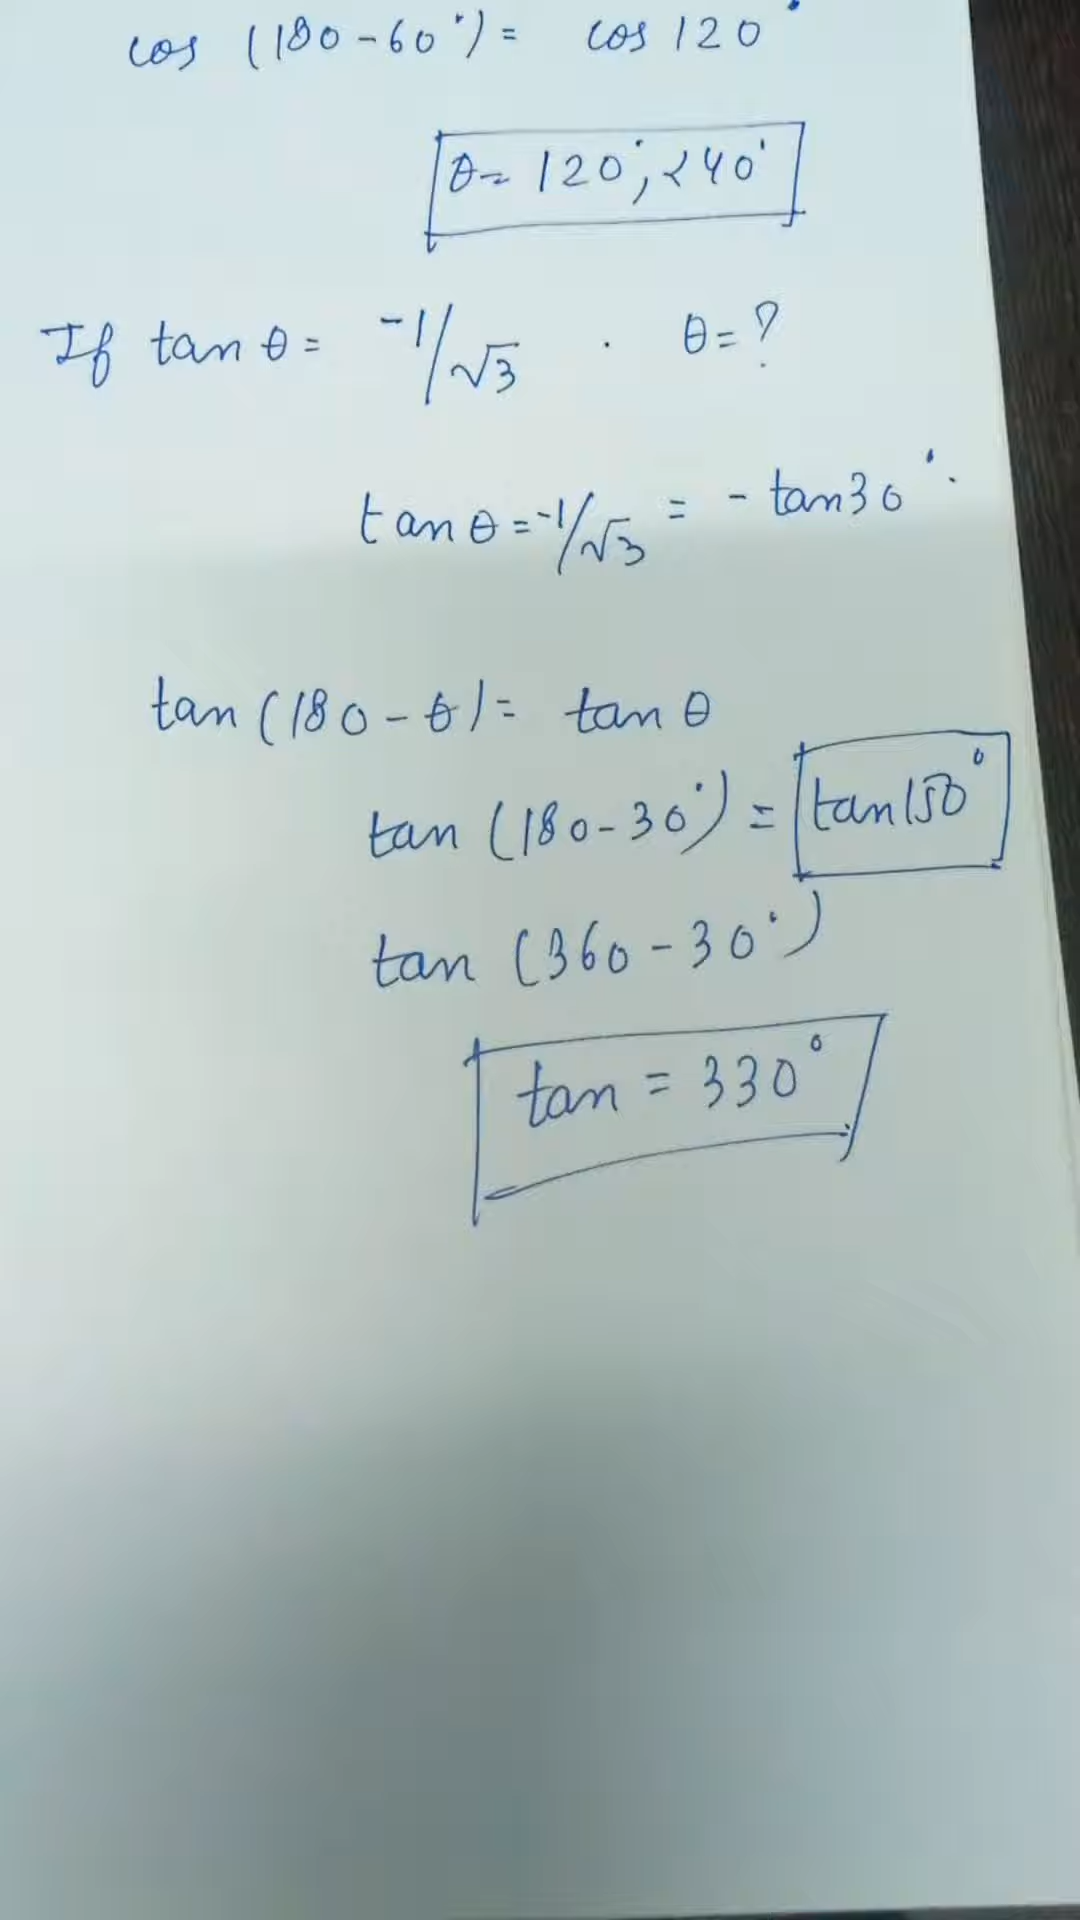 cos (180-60°) = cos 120°
θ = 120°, 240°
If tan θ = -1/√3 . θ = ?
tan θ = -1/√3 = - tan30°.
tan (180 - θ) = tan θ
tan (180-30°) = tan150°
tan (360-30°)
tan = 330°